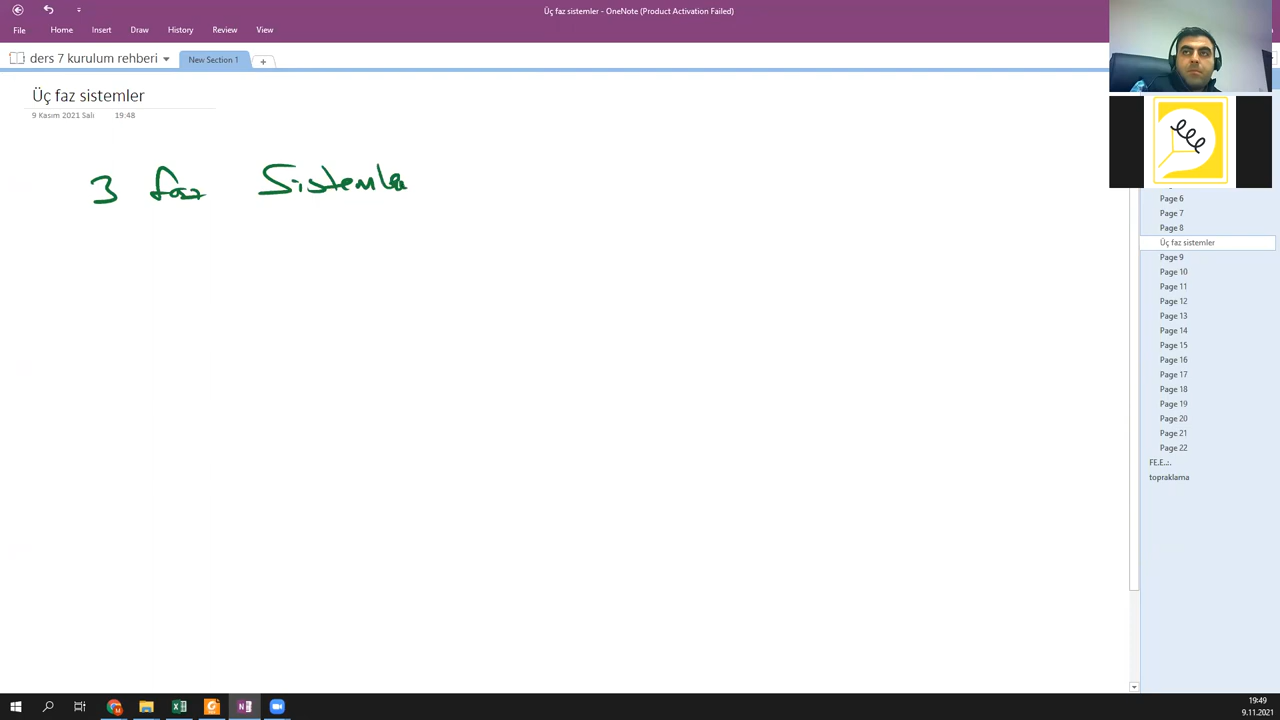 Üç faz sistemler - OneNote (Product Activation Failed)
File Home Insert Draw History Review View
ders 7 kurulum rehberi New Section 1 +
Üç faz sistemler
9 Kasım 2021 Salı 19:48
3 faz Sistemle
Page 6
Page 7
Page 8
Üç faz sistemler
Page 9
Page 10
Page 11
Page 12
Page 13
Page 14
Page 15
Page 16
Page 17
Page 18
Page 19
Page 20
Page 21
Page 22
FE.E..:.
topraklama
19:49
9.11.2021